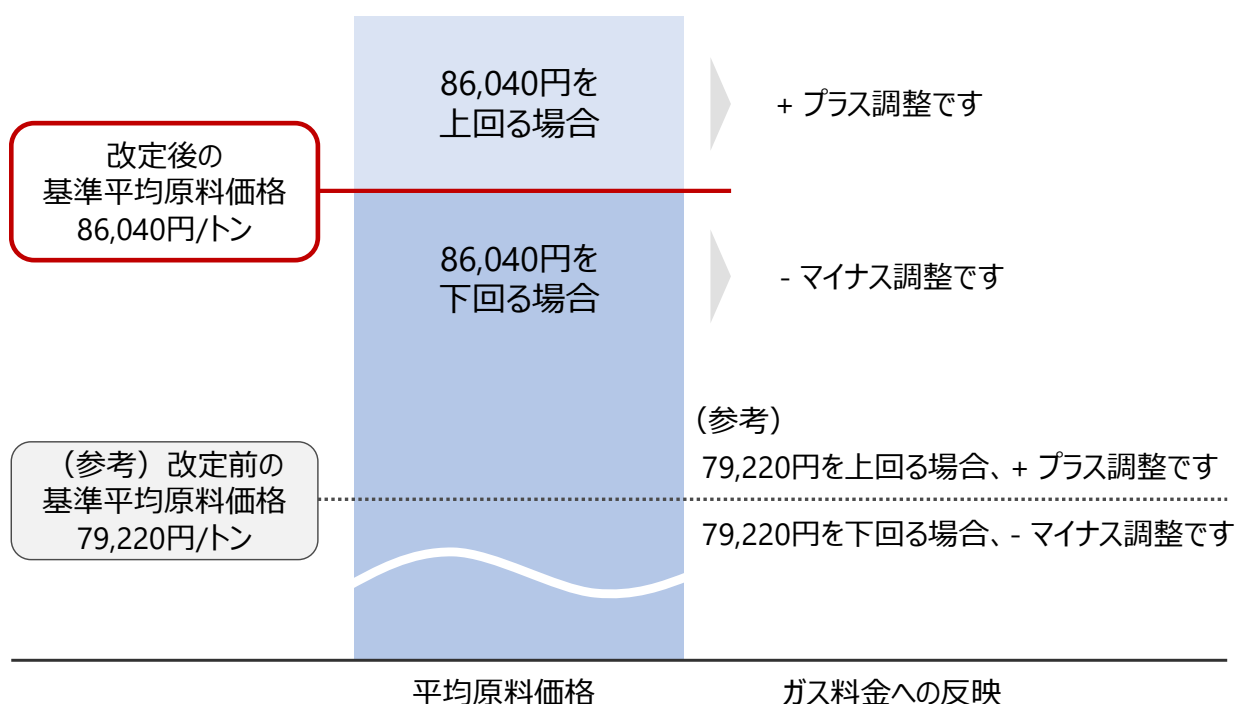 86,040円を
上回る場合
+ プラス調整です
改定後の
基準平均原料価格
86,040円/トン
86,040円を
下回る場合
- マイナス調整です
（参考）
（参考）改定前の
基準平均原料価格
79,220円/トン
79,220円を上回る場合、+ プラス調整です
79,220円を下回る場合、- マイナス調整です
平均原料価格
ガス料金への反映